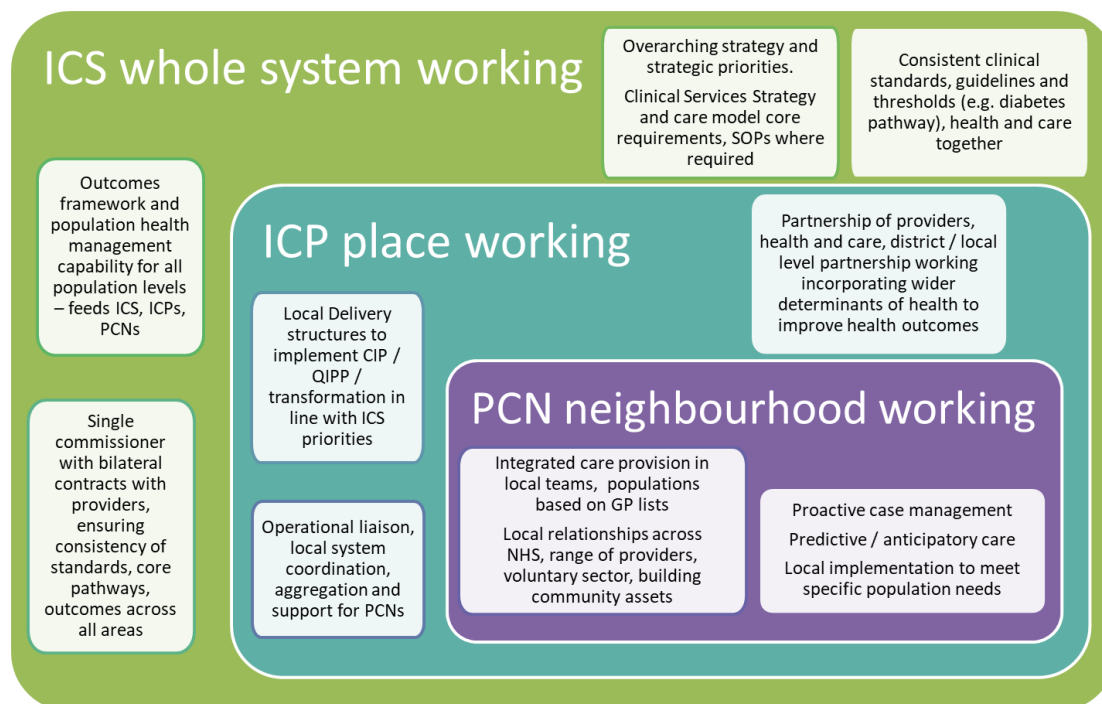 ICS whole system working
Overarching strategy and
strategic priorities.
Clinical Services Strategy
and care model core
requirements, SOPs where
required
Consistent clinical
standards, guidelines and
thresholds (e.g. diabetes
pathway), health and care
together
Outcomes
framework and
population health
management
capability for all
population levels
– feeds ICS, ICPs,
PCNs
Single
commissioner
with bilateral
contracts with
providers,
ensuring
consistency of
standards, core
pathways,
outcomes across
all areas
ICP place working
Partnership of providers,
health and care, district / local
level partnership working
incorporating wider
determinants of health to
improve health outcomes
Local Delivery
structures to
implement CIP /
QIPP /
transformation in
line with ICS
priorities
Operational liaison,
local system
coordination,
aggregation and
support for PCNs
PCN neighbourhood working
Integrated care provision in
local teams, populations
based on GP lists
Local relationships across
NHS, range of providers,
voluntary sector, building
community assets
Proactive case management
Predictive / anticipatory care
Local implementation to meet
specific population needs